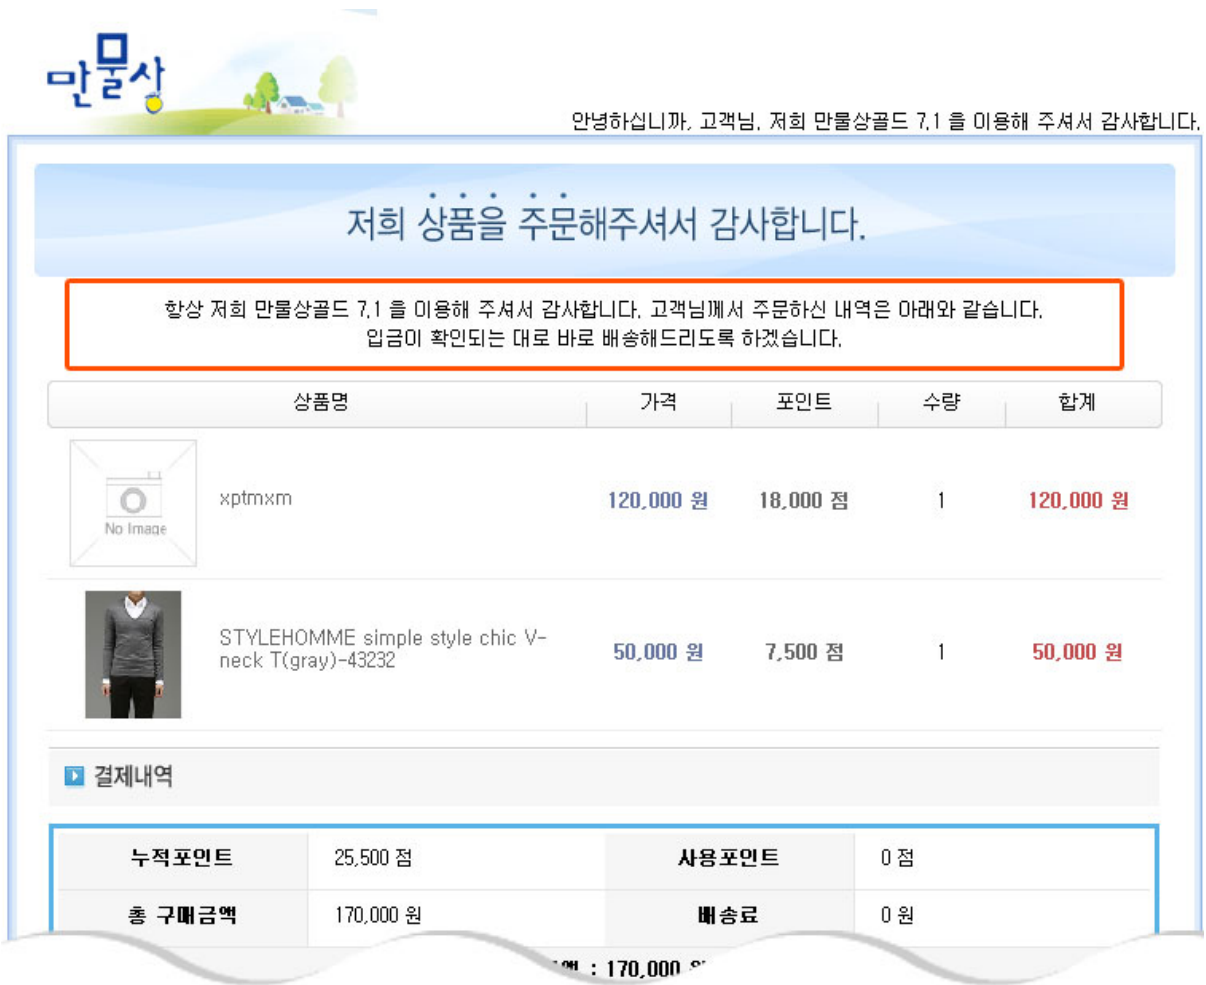 만물상
안녕하십니까, 고객님, 저희 만물상골드 7.1 을 이용해 주셔서 감사합니다.
저희 상품을 주문해주셔서 감사합니다.
항상 저희 만물상골드 7.1 을 이용해 주셔서 감사합니다. 고객님께서 주문하신 내역은 아래와 같습니다.
입금이 확인되는 대로 바로 배송해드리도록 하겠습니다.
상품명 가격 포인트 수량 합계
No Image
xptmxm 120,000 원 18,000 점 1 120,000 원
STYLEHOMME simple style chic V-
neck T(gray)-43232 50,000 원 7,500 점 1 50,000 원
결제내역
누적포인트 25,500 점 사용포인트 0 점
총 구매금액 170,000 원 배송료 0 원
: 170,000